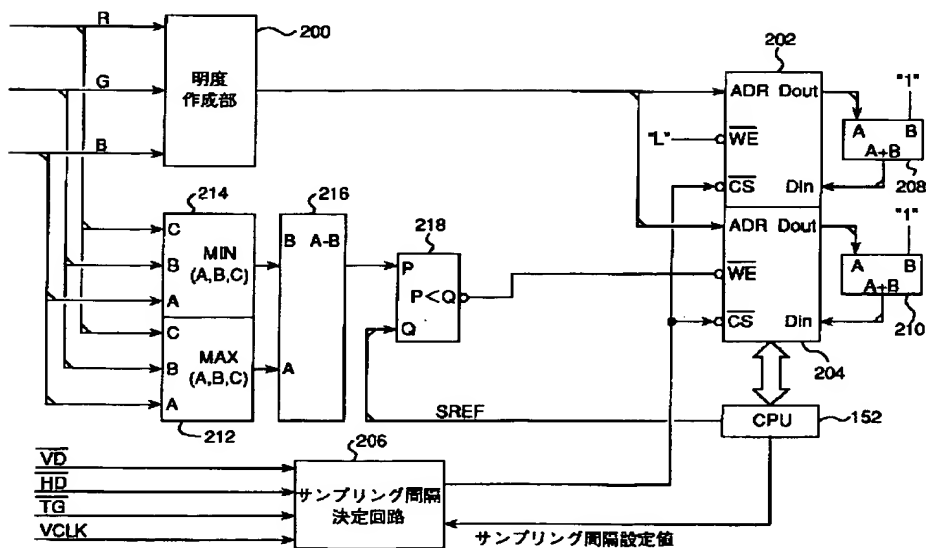 R
200
明度
作成部
G
B
202
ADR Dout
"1"
A B
A+B
208
"L"
WE
CS Din
ADR Dout
"1"
A B
A+B
210
WE
CS Din
204
214
C
B
A
MIN
(A,B,C)
C
B
A
MAX
(A,B,C)
212
216
B A-B
A
218
P
P<Q
Q
SREF
CPU
152
206
VD
HD
TG
VCLK
サンプリング間隔
決定回路
サンプリング間隔設定値